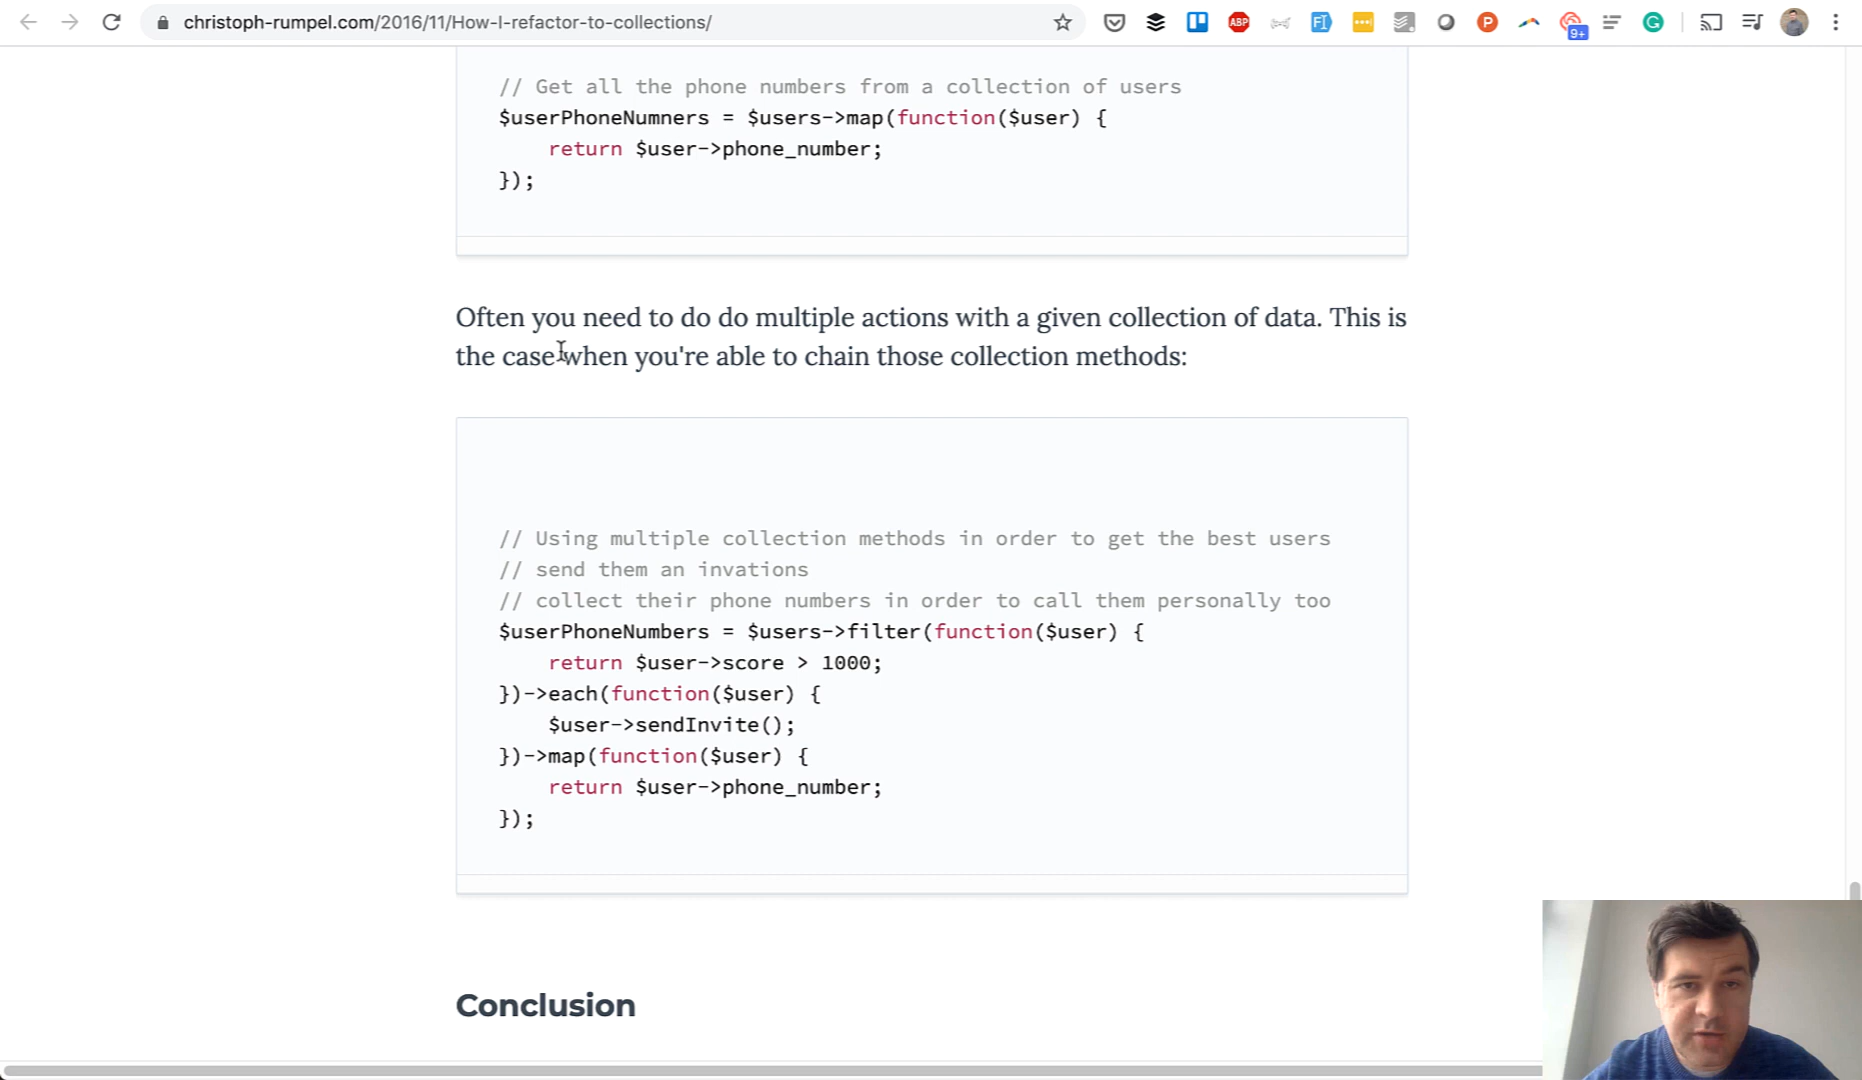 christoph-rumpel.com/2016/11/How-I-refactor-to-collections/
ABP
P
9+
G
// Get all the phone numbers from a collection of users
$userPhoneNumners = $users->map(function($user) {
return $user->phone_number;
});
Often you need to do do multiple actions with a given collection of data. This is
the case when you're able to chain those collection methods:
// Using multiple collection methods in order to get the best users
// send them an invations
// collect their phone numbers in order to call them personally too
$userPhoneNumbers = $users->filter(function($user) {
return $user->score > 1000;
})->each(function($user) {
$user->sendInvite();
})->map(function($user) {
return $user->phone_number;
});
Conclusion